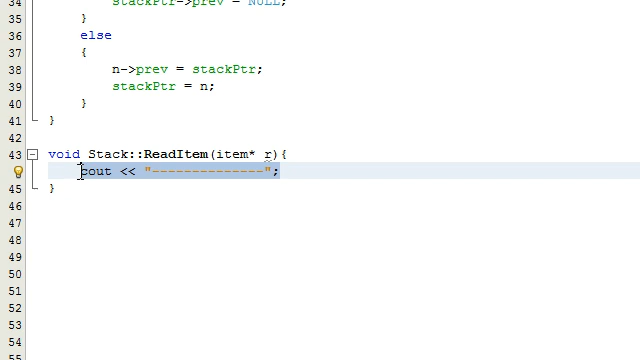 34 stackPtr->prev = NULL;
35 }
36 else
37 {
38 n->prev = stackPtr;
39 stackPtr = n;
40 }
41 }
42
43 void Stack::ReadItem(item* r){
cout << "--------------";
45 }
46
47
48
49
50
51
52
53
54
55